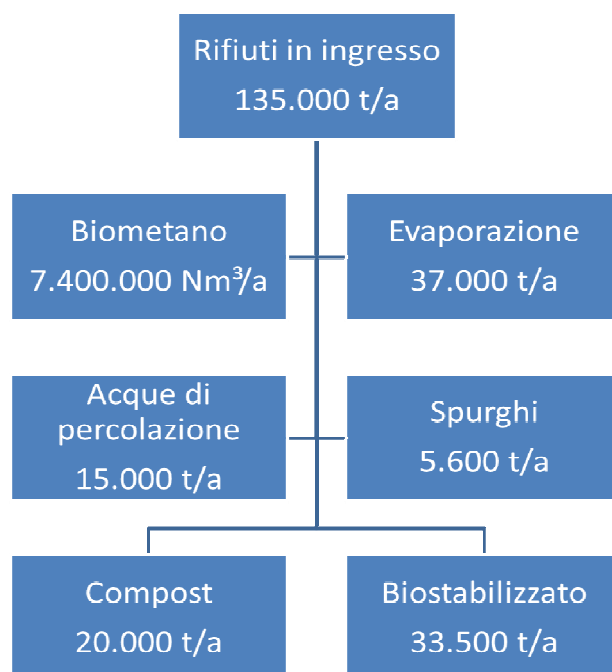 Rifiuti in ingresso
135.000 t/a
Biometano
7.400.000 Nm³/a
Evaporazione
37.000 t/a
Acque di
percolazione
15.000 t/a
Spurghi
5.600 t/a
Compost
20.000 t/a
Biostabilizzato
33.500 t/a